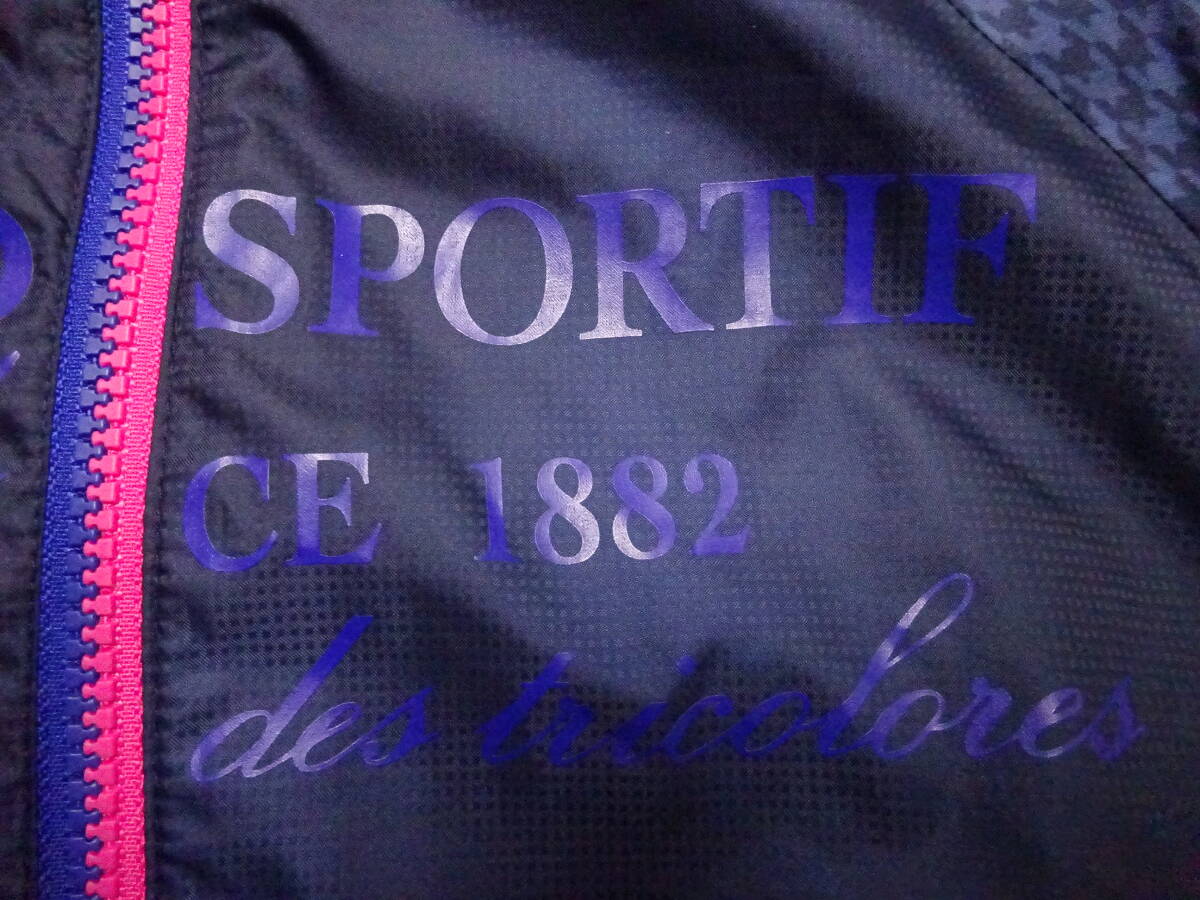 SPORTIF
CE 1882
des tricolores